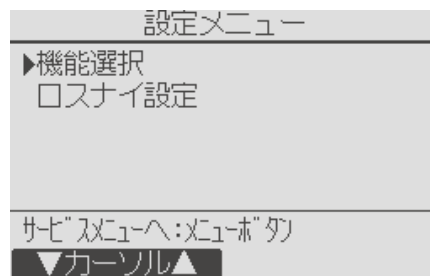 設定メニュー
▶機能選択
ロスナイ設定
ｻｰﾋﾞｽﾒﾆｭｰへ:ﾒﾆｭｰﾎﾞﾀﾝ
▼カーソル▲